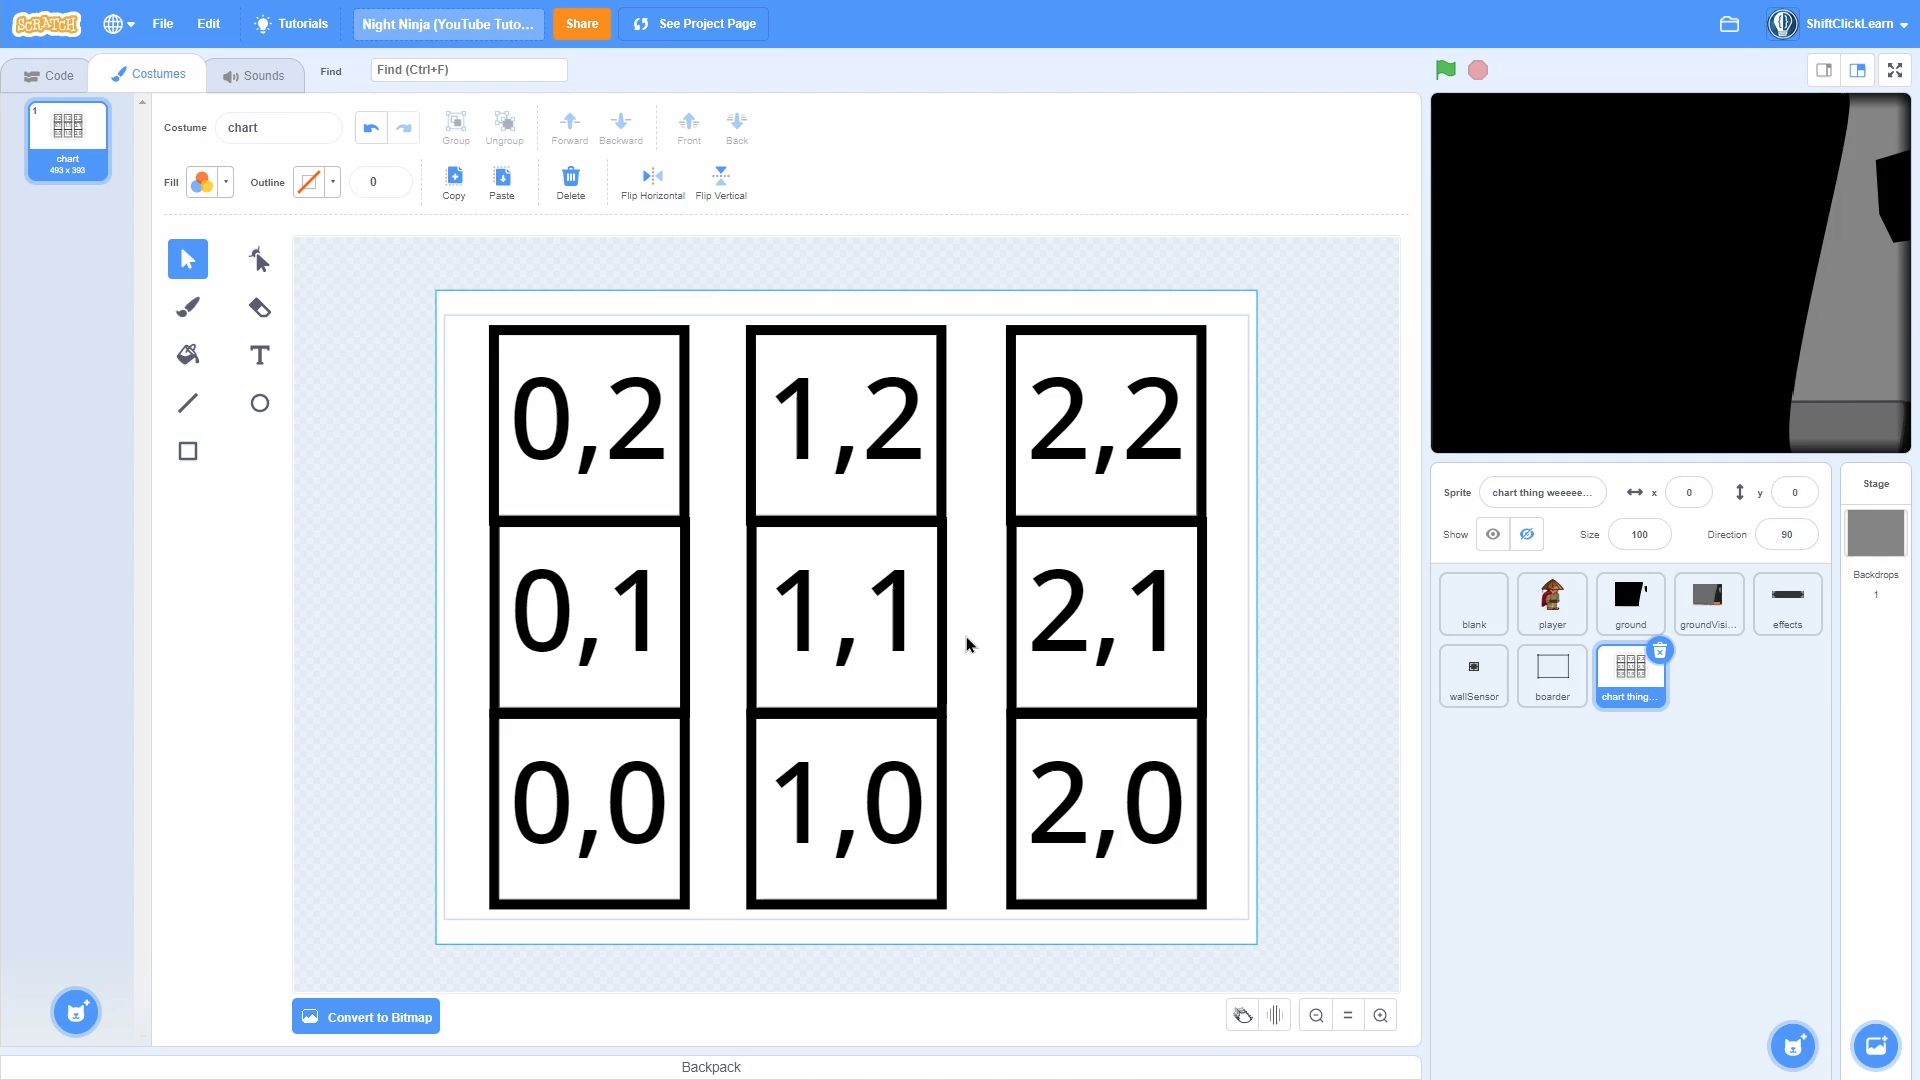 SCRATCH
File
Edit
Tutorials
Night Ninja (YouTube Tuto...
Share
See Project Page
ShiftClickLearn
Code
Costumes
Sounds
Find
Find (Ctrl+F)
1
chart
493 x 393
Costume
chart
Group
Ungroup
Forward
Backward
Front
Back
Fill
Outline
0
Copy
Paste
Delete
Flip Horizontal
Flip Vertical
0,2 1,2 2,2
0,1 1,1 2,1
0,0 1,0 2,0
Convert to Bitmap
Backpack
Sprite
chart thing weeeee...
x
0
y
0
Show
Size
100
Direction
90
blank
player
ground
groundVisi...
effects
wallSensor
boarder
chart thing...
Stage
Backdrops
1